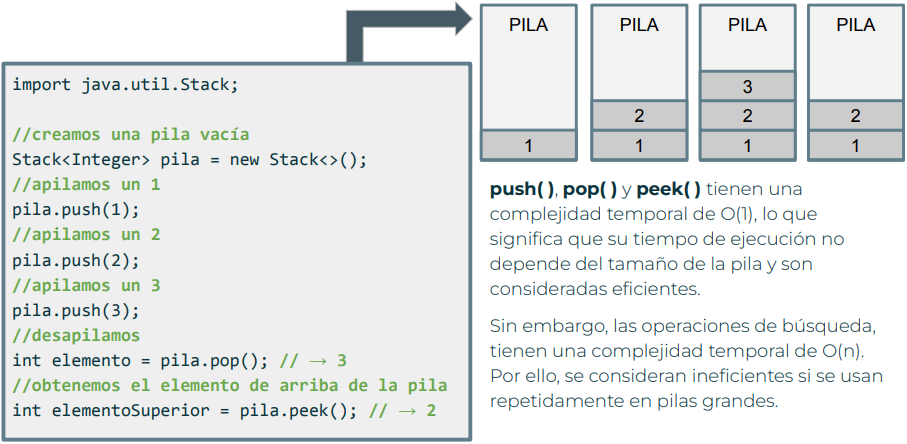 import java.util.Stack;
//creamos una pila vacía
Stack<Integer> pila = new Stack<>();
//apilamos un 1
pila.push(1);
//apilamos un 2
pila.push(2);
//apilamos un 3
pila.push(3);
//desapilamos
int elemento = pila.pop(); // → 3
//obtenemos el elemento de arriba de la pila
int elementoSuperior = pila.peek(); // → 2
PILA
1
PILA
2
1
PILA
3
2
1
PILA
2
1
push( ), pop( ) y peek( ) tienen una
complejidad temporal de O(1), lo que
significa que su tiempo de ejecución no
depende del tamaño de la pila y son
consideradas eficientes.
Sin embargo, las operaciones de búsqueda,
tienen una complejidad temporal de O(n).
Por ello, se consideran ineficientes si se usan
repetidamente en pilas grandes.